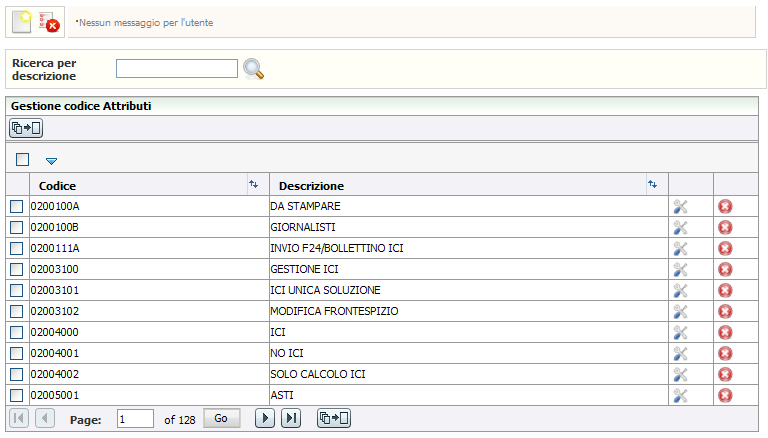 •Nessun messaggio per l'utente
Ricerca per
descrizione
Gestione codice Attributi
Codice Descrizione
0200100A DA STAMPARE
0200100B GIORNALISTI
0200111A INVIO F24/BOLLETTINO ICI
02003100 GESTIONE ICI
02003101 ICI UNICA SOLUZIONE
02003102 MODIFICA FRONTESPIZIO
02004000 ICI
02004001 NO ICI
02004002 SOLO CALCOLO ICI
02005001 ASTI
Page: 1 of 128 Go